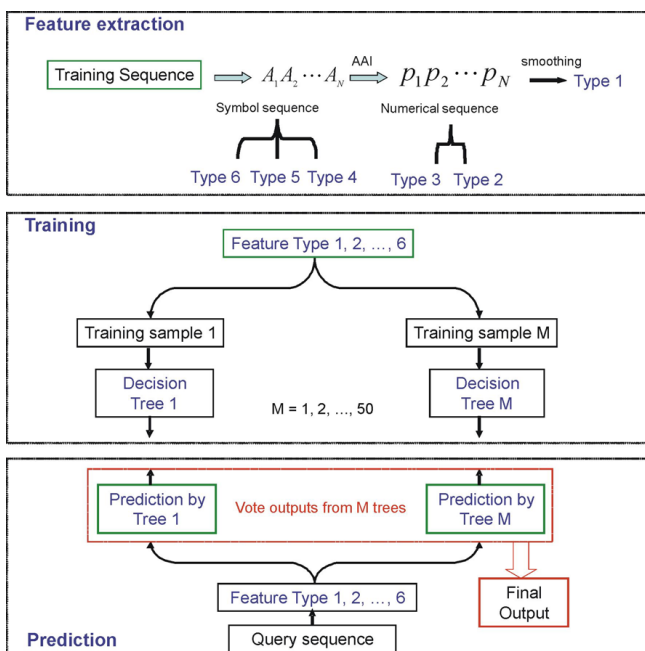 Feature extraction
Training Sequence
A₁A₂⋯A_N
AAI
p₁p₂⋯p_N
smoothing
Type 1
Symbol sequence
Numerical sequence
Type 6 Type 5 Type 4
Type 3 Type 2
Training
Feature Type 1, 2, …, 6
Training sample 1
Training sample M
Decision
Tree 1
M = 1, 2, …, 50
Decision
Tree M
Prediction by
Tree 1
Vote outputs from M trees
Prediction by
Tree M
Feature Type 1, 2, …, 6
Final
Output
Query sequence
Prediction